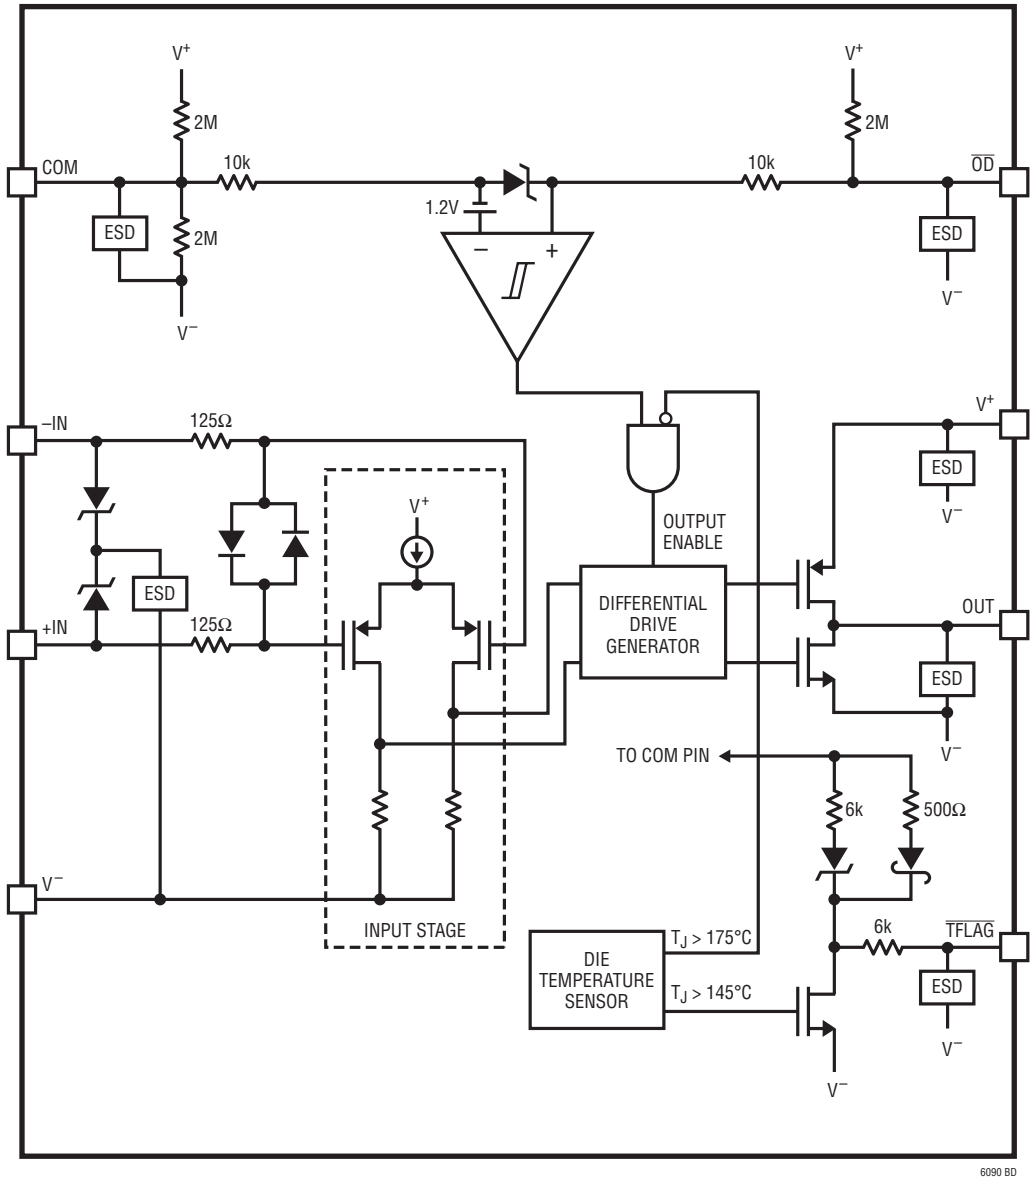 V+
V+
2M
2M
COM
10k
10k
OD
1.2V
ESD
2M
ESD
− +
V−
V−
–IN
125Ω
V+
ESD
V+
V−
OUTPUT
ENABLE
ESD
DIFFERENTIAL
DRIVE
GENERATOR
OUT
+IN
125Ω
ESD
V−
TO COM PIN
6k
500Ω
V−
INPUT STAGE
6k
TFLAG
DIE
TEMPERATURE
SENSOR
TJ > 175°C
TJ > 145°C
ESD
V−
V−
6090 BD